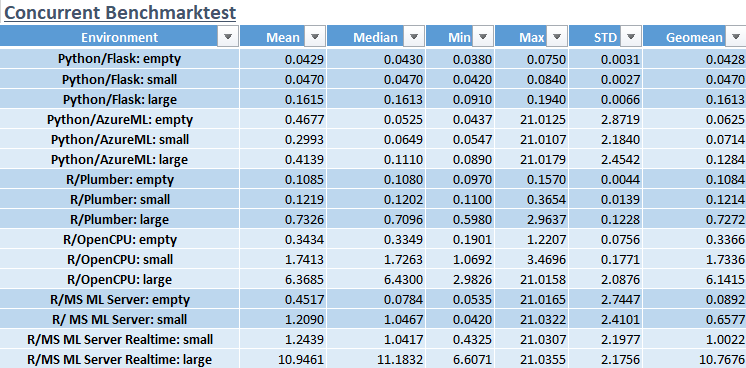 Concurrent Benchmarktest
Environment Mean Median Min Max STD Geomean
Python/Flask: empty 0.0429 0.0430 0.0380 0.0750 0.0031 0.0428
Python/Flask: small 0.0470 0.0470 0.0420 0.0840 0.0027 0.0470
Python/Flask: large 0.1615 0.1613 0.0910 0.1940 0.0066 0.1613
Python/AzureML: empty 0.4677 0.0525 0.0437 21.0107 2.8719 0.0625
Python/AzureML: small 0.2993 0.0649 0.0547 21.0125 2.1840 0.0714
Python/AzureML: large 0.4139 0.1110 0.0890 21.0179 2.4542 0.1284
R/Plumber: empty 0.1085 0.1080 0.0970 0.1570 0.0044 0.1084
R/Plumber: small 0.1219 0.1202 0.1100 0.3654 0.0139 0.1214
R/Plumber: large 0.7326 0.7096 0.5980 2.9637 0.1228 0.7272
R/OpenCPU: empty 0.3434 0.3349 0.1901 1.2207 0.0756 0.3366
R/OpenCPU: small 1.7413 1.7263 1.0692 3.4696 0.1771 1.7336
R/OpenCPU: large 6.3685 6.4300 2.9826 21.0158 2.0876 6.1415
R/MS ML Server: empty 0.4517 0.0784 0.0535 21.0165 2.7447 0.0892
R/ MS ML Server: small 1.2090 1.0467 0.0420 21.0322 2.4101 0.6577
R/MS ML Server Realtime: small 1.2439 1.0417 0.4325 21.0307 2.1977 1.0022
R/MS ML Server Realtime: large 10.9461 11.1832 6.6071 21.0355 2.1756 10.7676